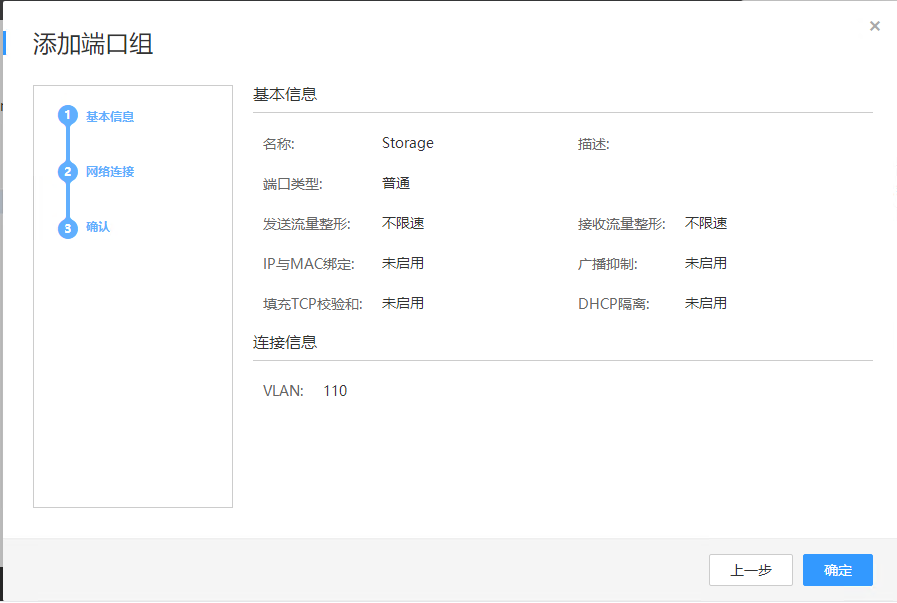 添加端口组
×
1 基本信息
2 网络连接
3 确认
基本信息
名称: Storage 描述:
端口类型: 普通
发送流量整形: 不限速 接收流量整形: 不限速
IP与MAC绑定: 未启用 广播抑制: 未启用
填充TCP校验和: 未启用 DHCP隔离: 未启用
连接信息
VLAN: 110
上一步 确定